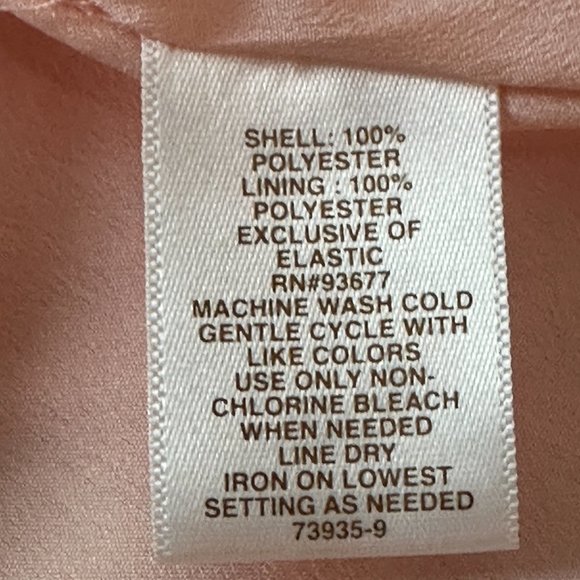 SHELL: 100%
POLYESTER
LINING : 100%
POLYESTER
EXCLUSIVE OF
ELASTIC
RN#93677
MACHINE WASH COLD
GENTLE CYCLE WITH
LIKE COLORS
USE ONLY NON-
CHLORINE BLEACH
WHEN NEEDED
LINE DRY
IRON ON LOWEST
SETTING AS NEEDED
73935-9